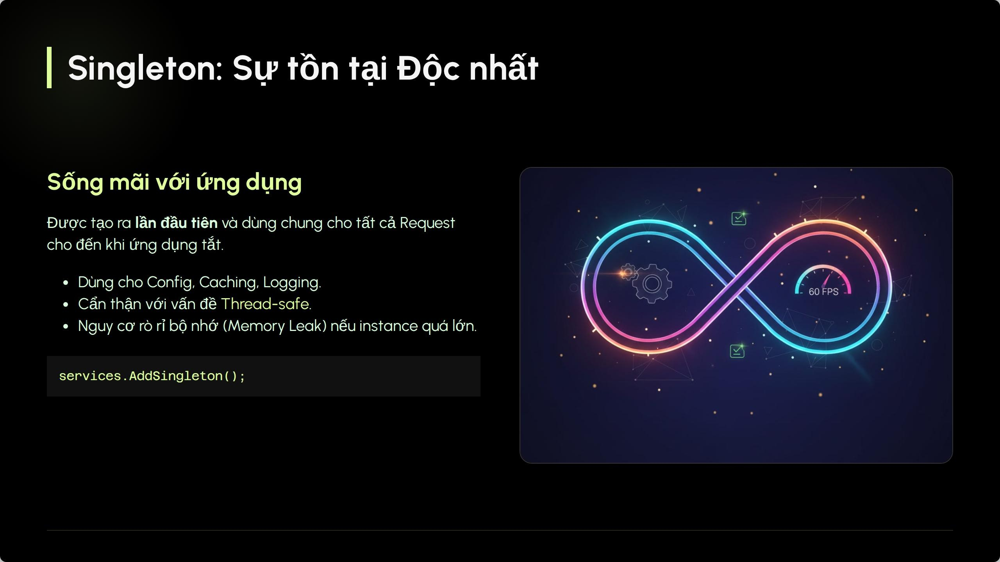 Singleton: Sự tồn tại Độc nhất
Sống mãi với ứng dụng
Được tạo ra lần đầu tiên và dùng chung cho tất cả Request
cho đến khi ứng dụng tắt.
Dùng cho Config, Caching, Logging.
Cẩn thận với vấn đề Thread-safe.
Nguy cơ rò rỉ bộ nhớ (Memory Leak) nếu instance quá lớn.
services.AddSingleton();
60 FPS